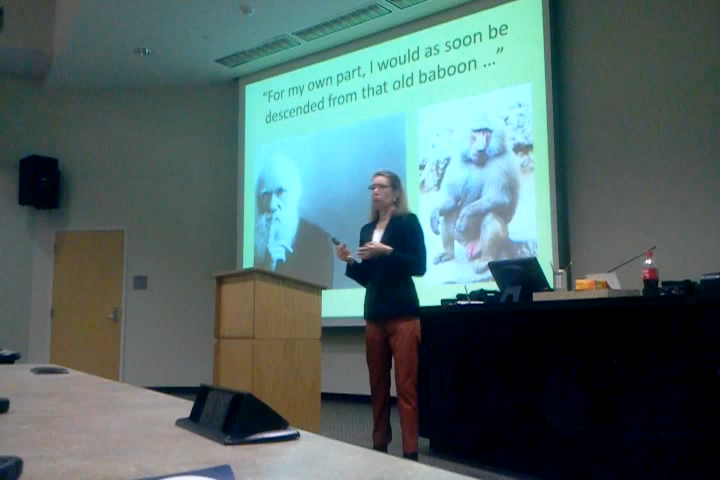 “For my own part, I would as soon be
descended from that old baboon ...”